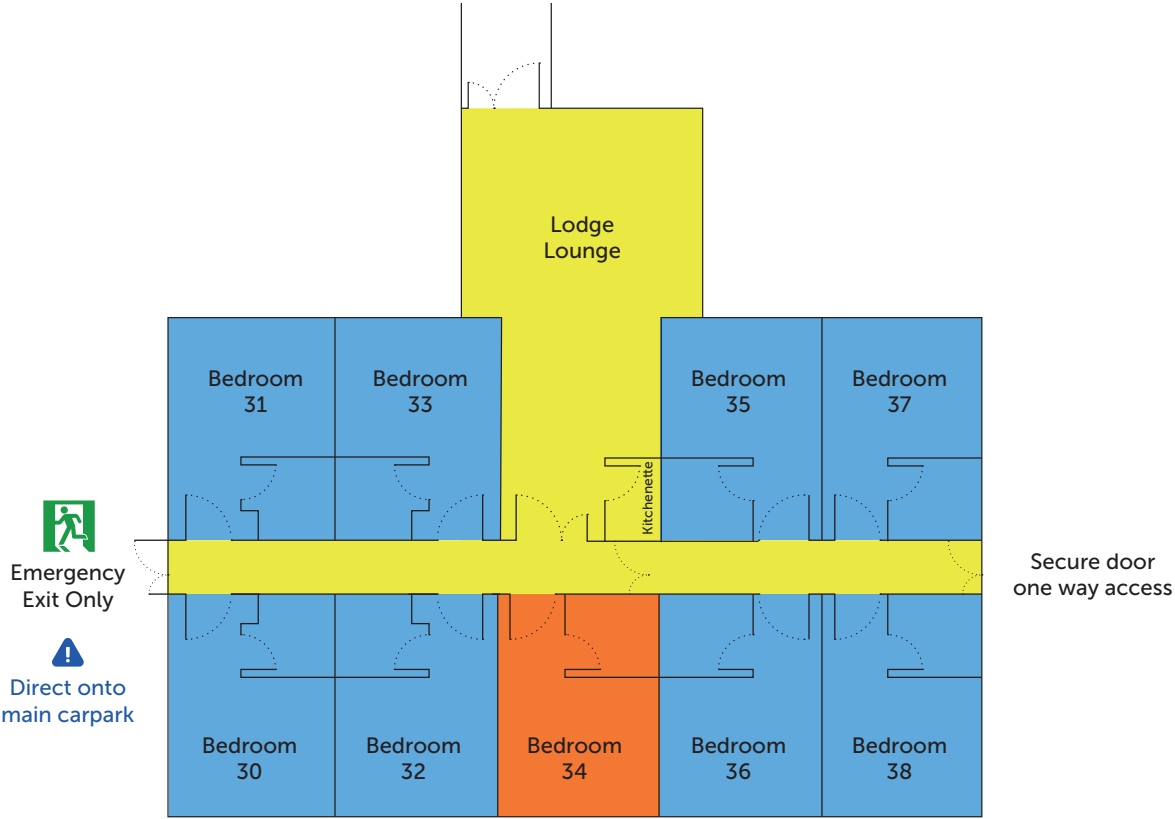 Lodge
Lounge
Bedroom
31
Bedroom
33
Bedroom
35
Bedroom
37
Kitchenette
Emergency
Exit Only
Secure door
one way access
Direct onto
main carpark
Bedroom
30
Bedroom
32
Bedroom
34
Bedroom
36
Bedroom
38